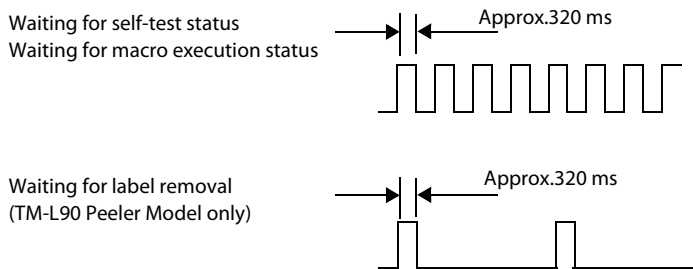 Waiting for self-test status
Waiting for macro execution status
Approx.320 ms
Waiting for label removal
(TM-L90 Peeler Model only)
Approx.320 ms